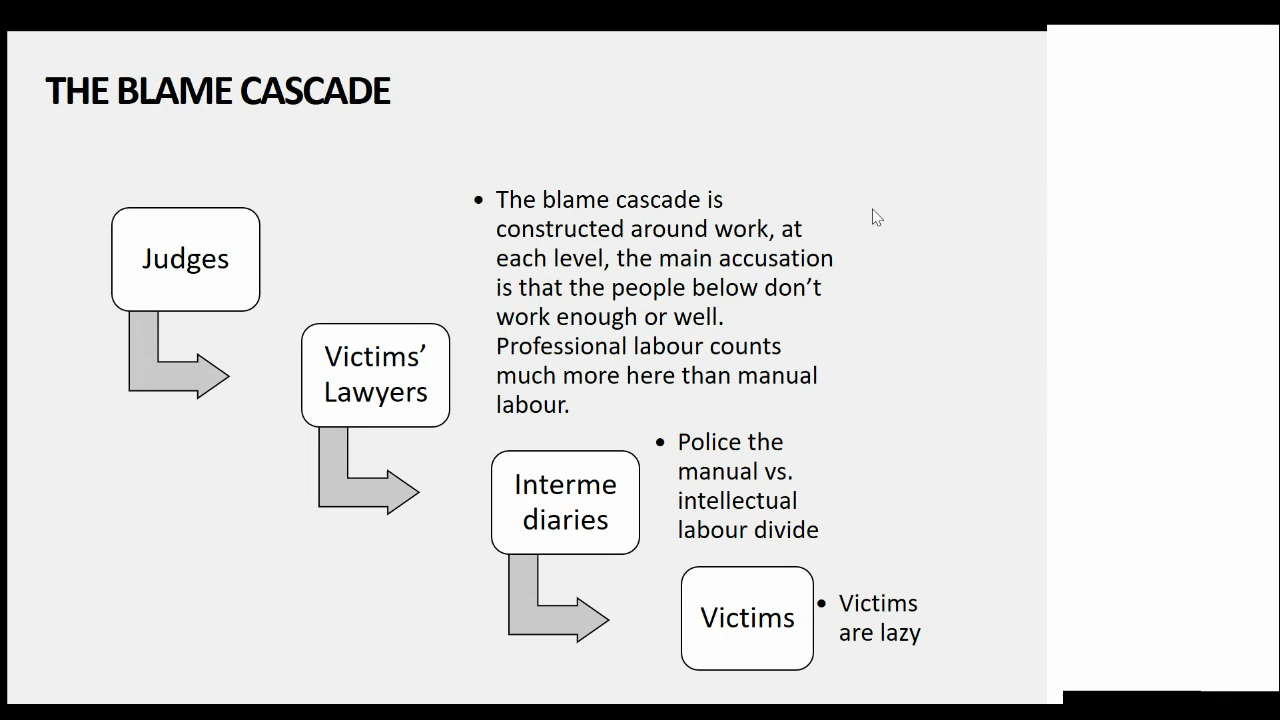 THE BLAME CASCADE
Judges
Victims’
Lawyers
• The blame cascade is
constructed around work, at
each level, the main accusation
is that the people below don’t
work enough or well.
Professional labour counts
much more here than manual
labour.
Interme
diaries
• Police the
manual vs.
intellectual
labour divide
Victims
• Victims
are lazy